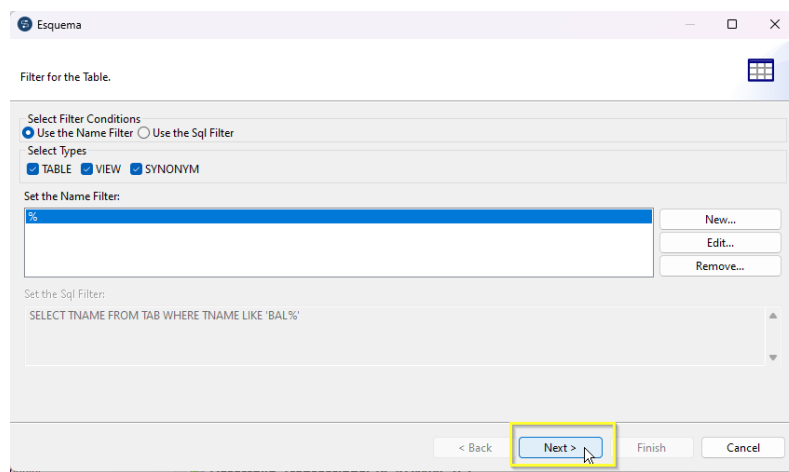 Esquema
Filter for the Table.
Select Filter Conditions
Use the Name Filter Use the Sql Filter
Select Types
TABLE VIEW SYNONYM
Set the Name Filter:
%
New...
Edit...
Remove...
Set the Sql Filter:
SELECT TNAME FROM TAB WHERE TNAME LIKE 'BAL%'
< Back Next > Finish Cancel